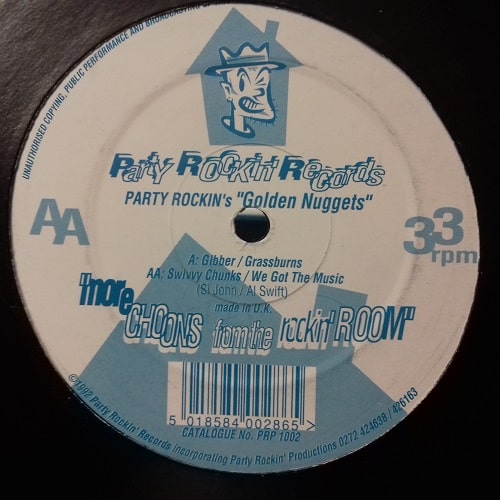 UNAUTHORISED COPYING, PUBLIC PERFORMANCE AND BROADCASTING
Party Rockin' Records
PARTY ROCKIN's "Golden Nuggets"
AA
33
rpm
A: Gibber / Grassburns
AA: Swivvy Chunks / We Got The Music
(Si John / Al Swift)
made in U.K.
"more
CHOONS from the rockin' ROOM"
5 018584 002865 >
CATALOGUE No. PRP 1002
©1992 Party Rockin' Records incorporating Party Rockin' Productions 0272 424638 / 426163